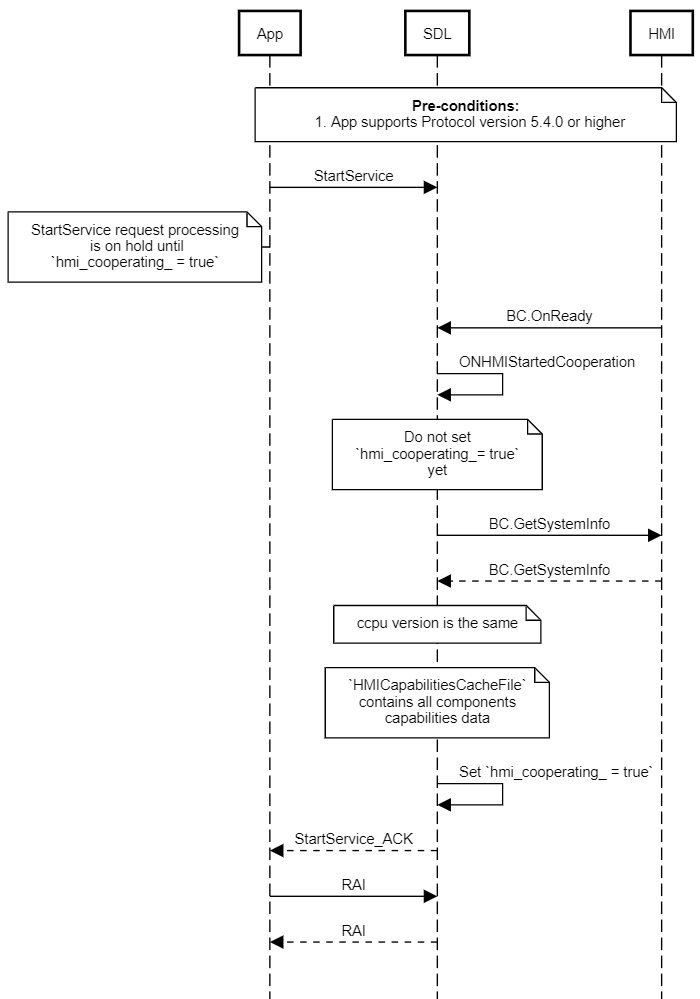 App
SDL
HMI
Pre-conditions:
1. App supports Protocol version 5.4.0 or higher
StartService
StartService request processing
is on hold until
`hmi_cooperating_ = true`
BC.OnReady
ONHMIStartedCooperation
Do not set
`hmi_cooperating_= true`
yet
BC.GetSystemInfo
BC.GetSystemInfo
ccpu version is the same
`HMICapabilitiesCacheFile`
contains all components
capabilities data
Set `hmi_cooperating_ = true`
StartService_ACK
RAI
RAI